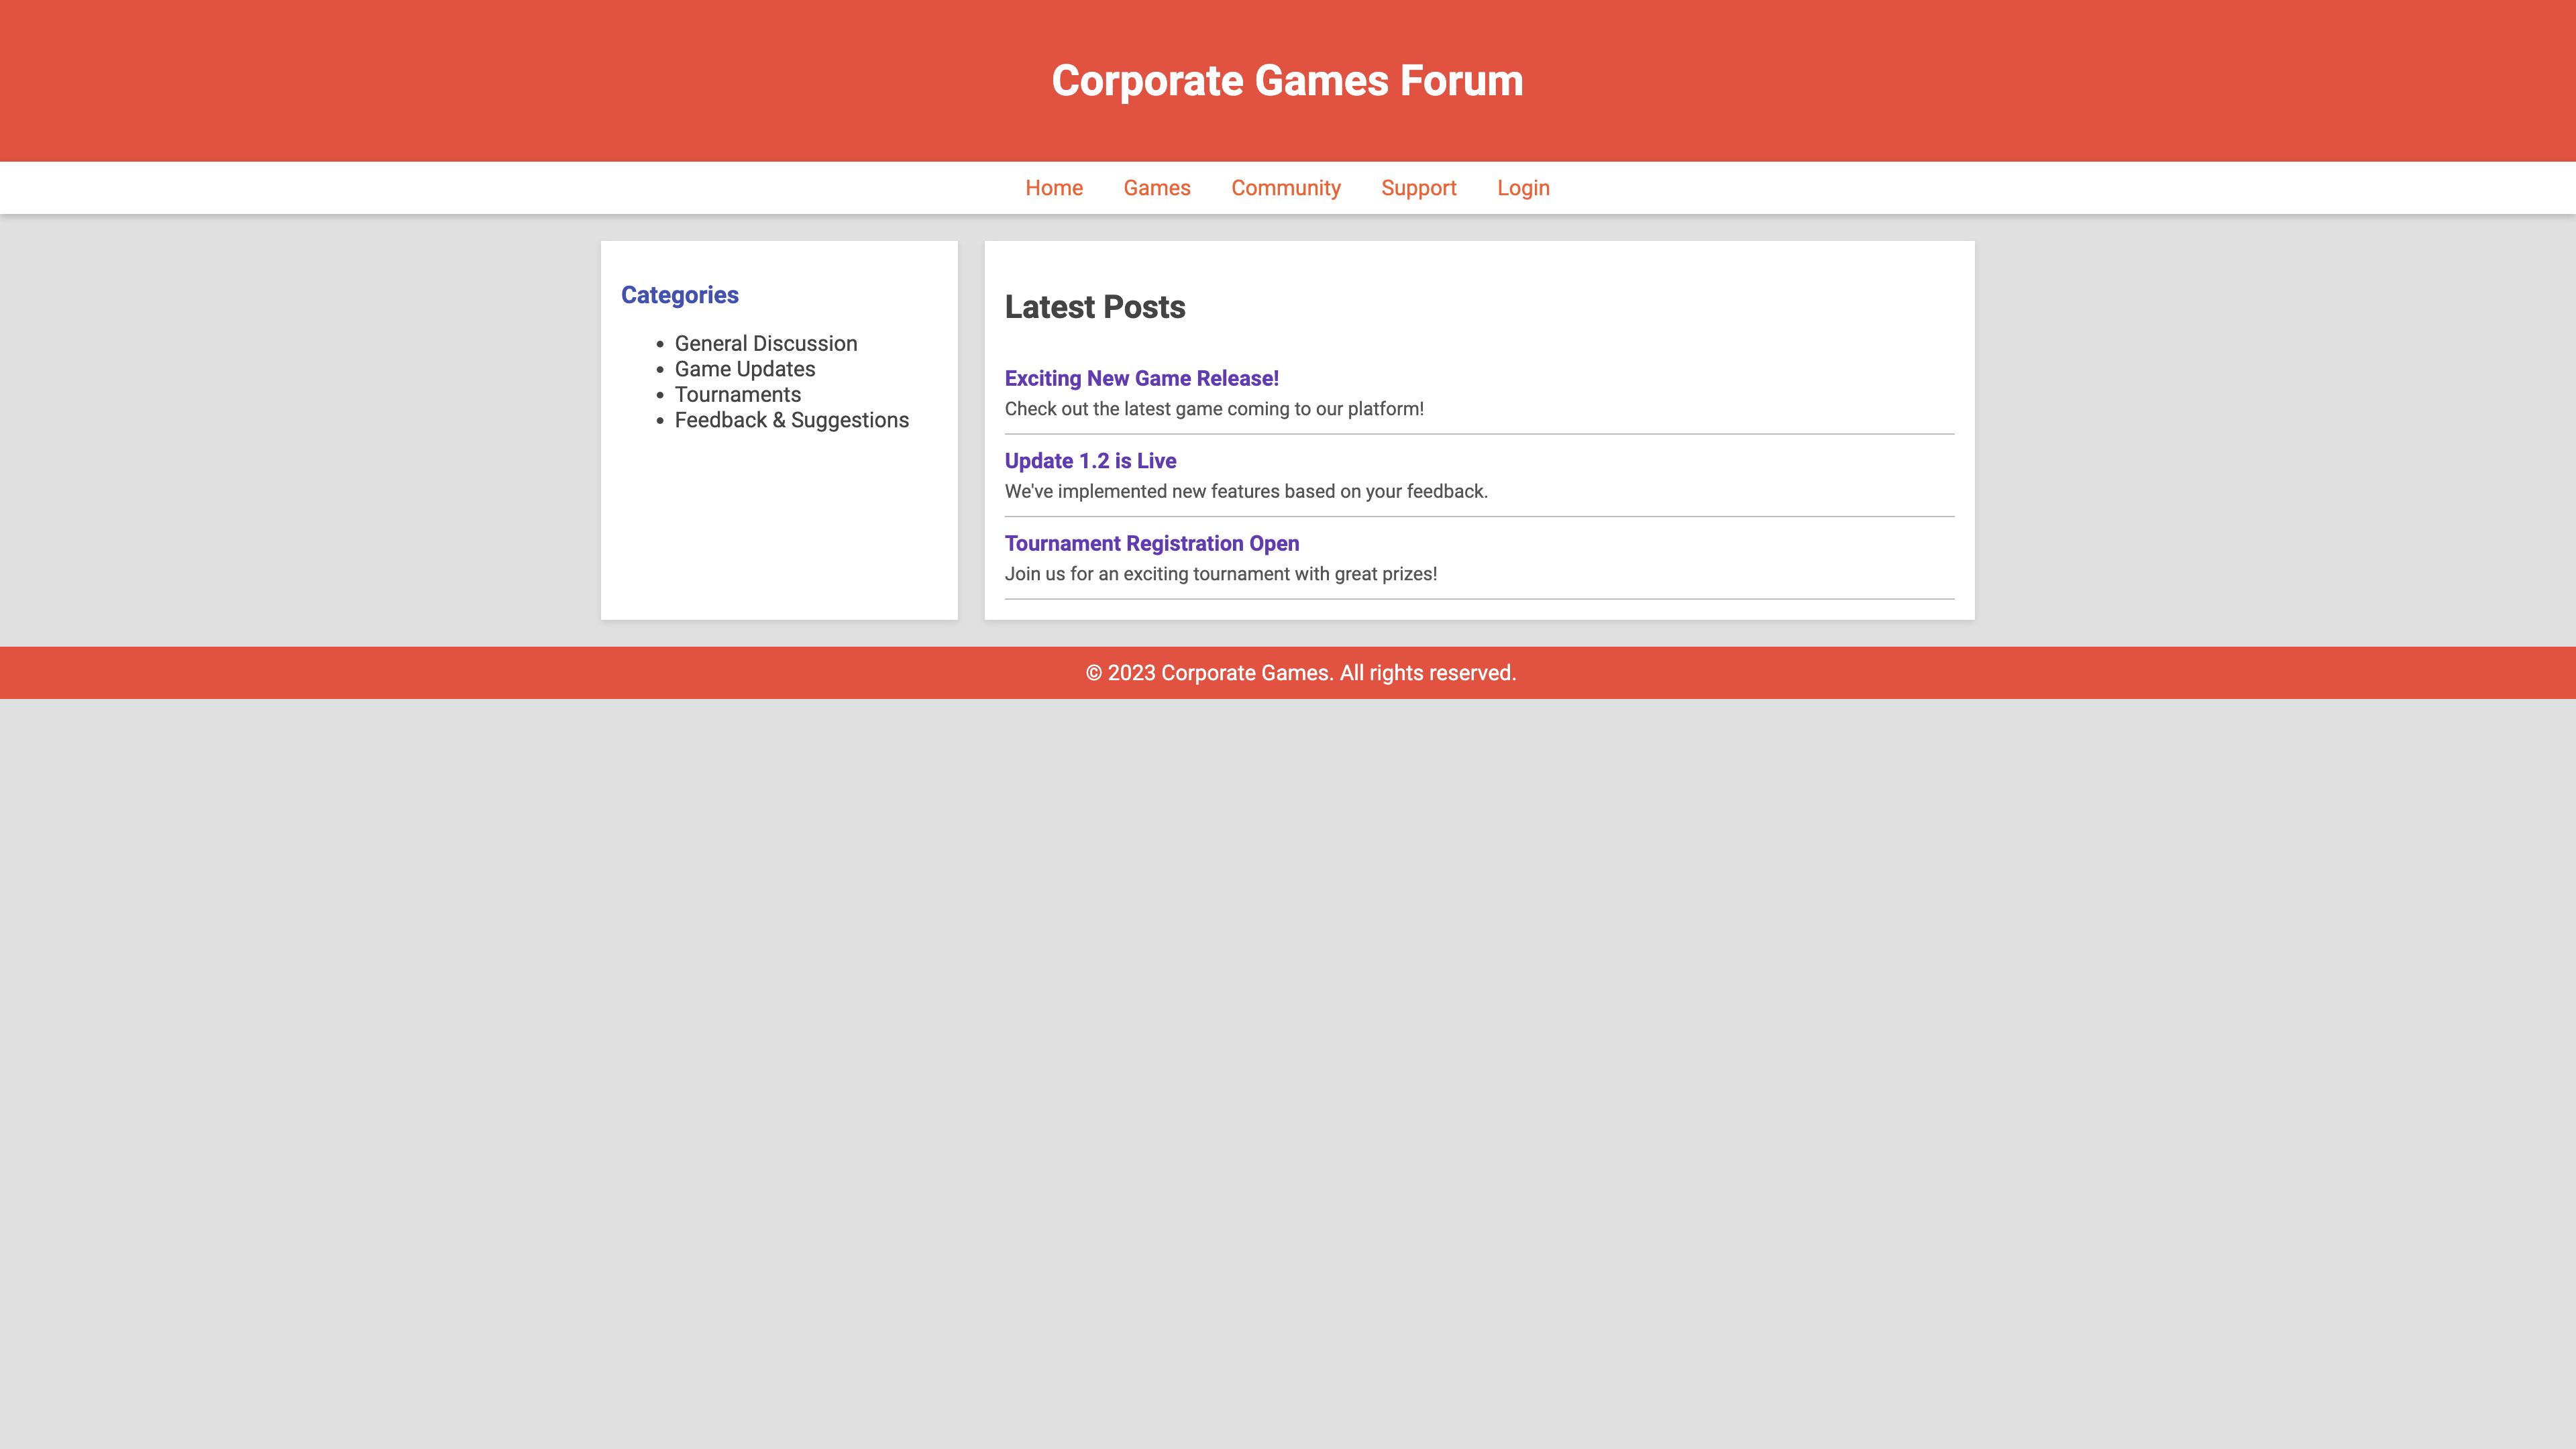 Corporate Games Forum
Home Games Community Support Login
Categories
• General Discussion
• Game Updates
• Tournaments
• Feedback & Suggestions
Latest Posts
Exciting New Game Release!
Check out the latest game coming to our platform!
Update 1.2 is Live
We've implemented new features based on your feedback.
Tournament Registration Open
Join us for an exciting tournament with great prizes!
© 2023 Corporate Games. All rights reserved.